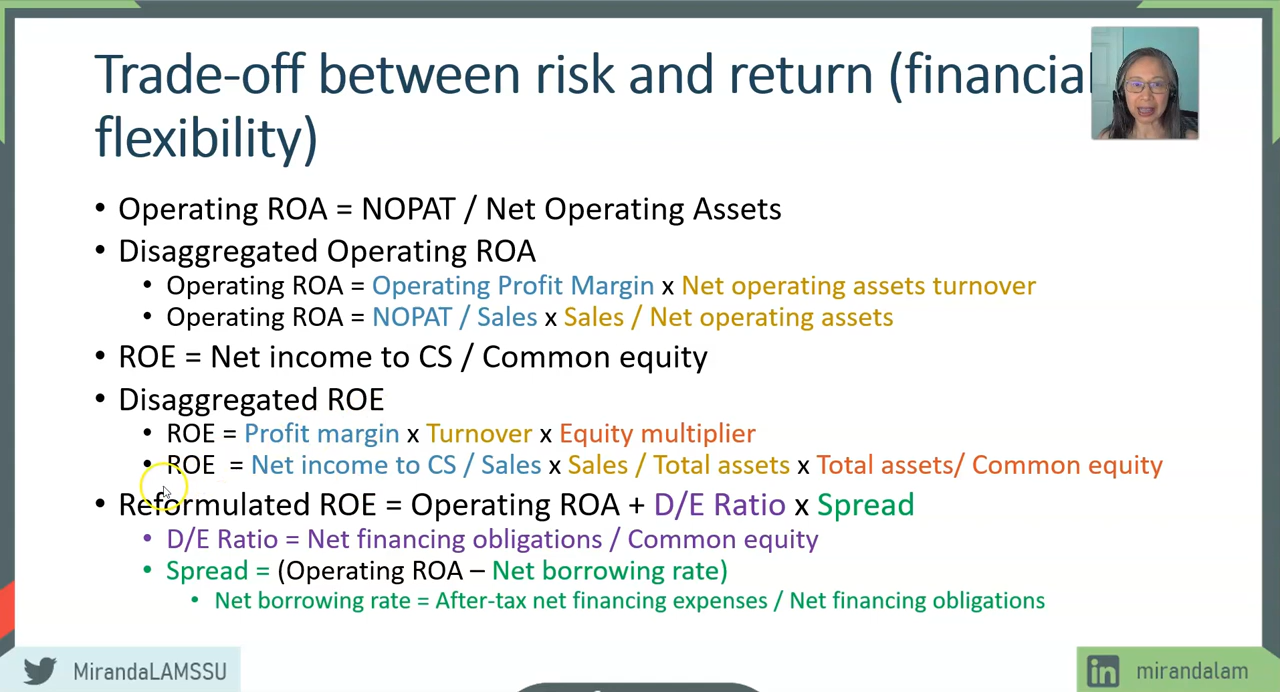 Trade-off between risk and return (financial
flexibility)
• Operating ROA = NOPAT / Net Operating Assets
• Disaggregated Operating ROA
• Operating ROA = Operating Profit Margin x Net operating assets turnover
• Operating ROA = NOPAT / Sales x Sales / Net operating assets
• ROE = Net income to CS / Common equity
• Disaggregated ROE
• ROE = Profit margin x Turnover x Equity multiplier
• ROE = Net income to CS / Sales x Sales / Total assets x Total assets/ Common equity
• Reformulated ROE = Operating ROA + D/E Ratio x Spread
• D/E Ratio = Net financing obligations / Common equity
• Spread = (Operating ROA – Net borrowing rate)
• Net borrowing rate = After-tax net financing expenses / Net financing obligations
MirandaLAMSSU
in mirandalam